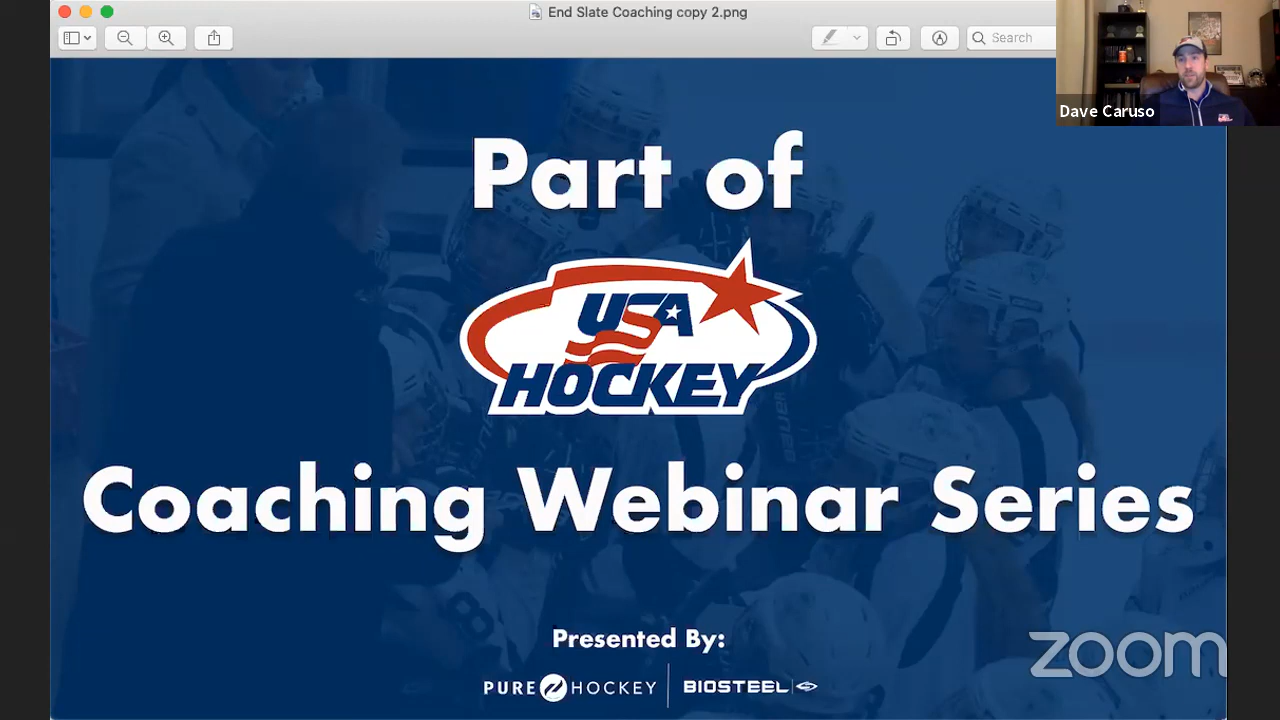 End Slate Coaching copy 2.png
Search
Dave Caruso
Part of
USA
HOCKEY
Coaching Webinar Series
Presented By:
PURE HOCKEY
BIOSTEEL
zoom